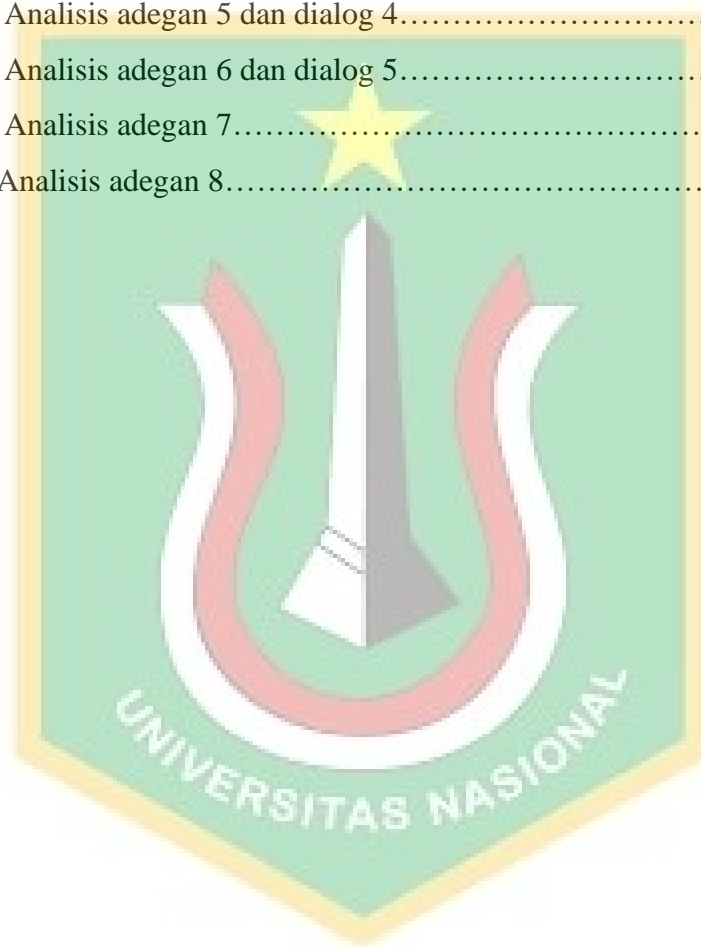 Analisis adegan 5 dan dialog 4……………………………
Analisis adegan 6 dan dialog 5……………………………
Analisis adegan 7………………………………………………
Analisis adegan 8………………………………………………
UNIVERSITAS NASIONAL